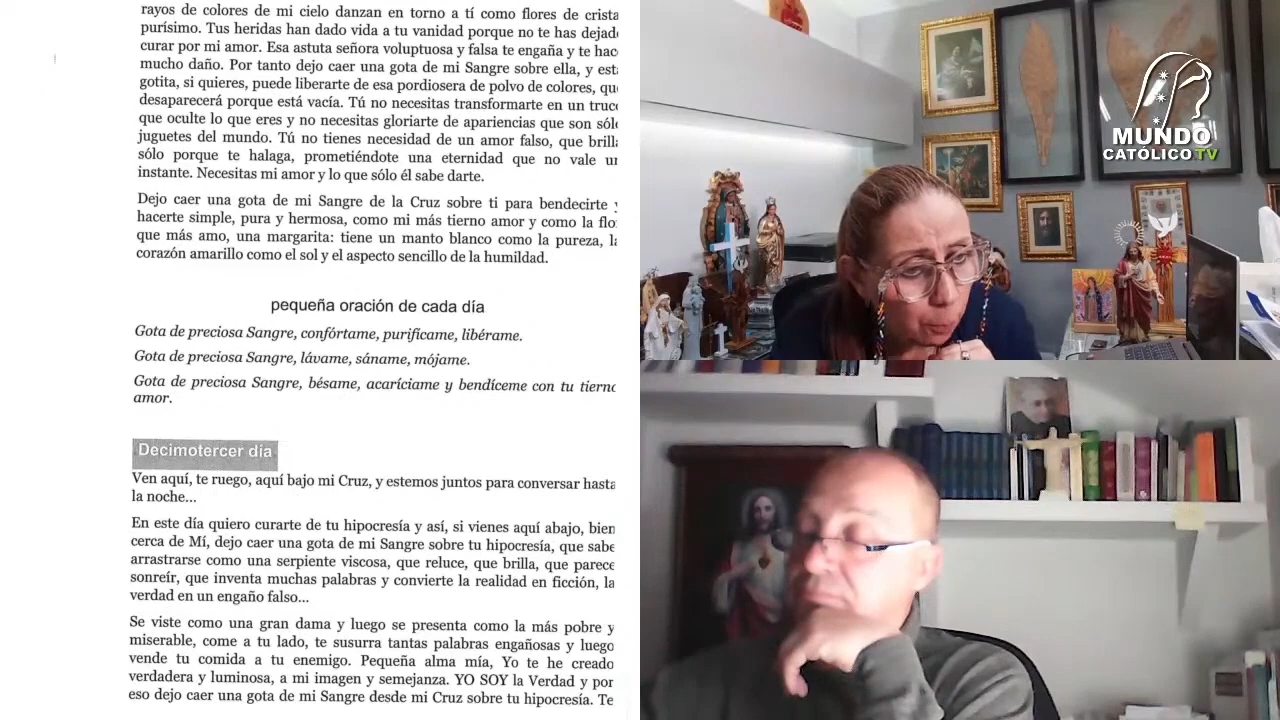 rayos de colores de mi cielo danzan en torno a tí como flores de crista
purísimo. Tus heridas han dado vida a tu vanidad porque no te has dejad
curar por mi amor. Esa astuta señora voluptuosa y falsa te engaña y te hac
mucho daño. Por tanto dejo caer una gota de mi Sangre sobre ella, y est
gotita, si quieres, puede liberarte de esa pordiosera de polvo de colores, qu
desaparecerá porque está vacía. Tú no necesitas transformarte en un truc
que oculte lo que eres y no necesitas gloriarte de apariencias que son sól
juguetes del mundo. Tú no tienes necesidad de un amor falso, que brill
sólo porque te halaga, prometiéndote una eternidad que no vale u
instante. Necesitas mi amor y lo que sólo él sabe darte.
Dejo caer una gota de mi Sangre de la Cruz sobre ti para bendecirte y
hacerte simple, pura y hermosa, como mi más tierno amor y como la flo
que más amo, una margarita: tiene un manto blanco como la pureza, l
corazón amarillo como el sol y el aspecto sencillo de la humildad.
pequeña oración de cada día
Gota de preciosa Sangre, confórtame, purifícame, libérame.
Gota de preciosa Sangre, lávame, sáname, mójame.
Gota de preciosa Sangre, bésame, acaríciame y bendíceme con tu tierno
amor.
Decimotercer día
Ven aquí, te ruego, aquí bajo mi Cruz, y estemos juntos para conversar hasta
la noche...
En este día quiero curarte de tu hipocresía y así, si vienes aquí abajo, bien
cerca de Mí, dejo caer una gota de mi Sangre sobre tu hipocresía, que sabe
arrastrarse como una serpiente viscosa, que reluce, que brilla, que parece
sonreír, que inventa muchas palabras y convierte la realidad en ficción, la
verdad en un engaño falso...
Se viste como una gran dama y luego se presenta como la más pobre y
miserable, come a tu lado, te susurra tantas palabras engañosas y luego
vende tu comida a tu enemigo. Pequeña alma mía, Yo te he creado
verdadera y luminosa, a mi imagen y semejanza. YO SOY la Verdad y por
eso dejo caer una gota de mi Sangre desde mi Cruz sobre tu hipocresía. Te
MUNDO
CATÓLICO TV